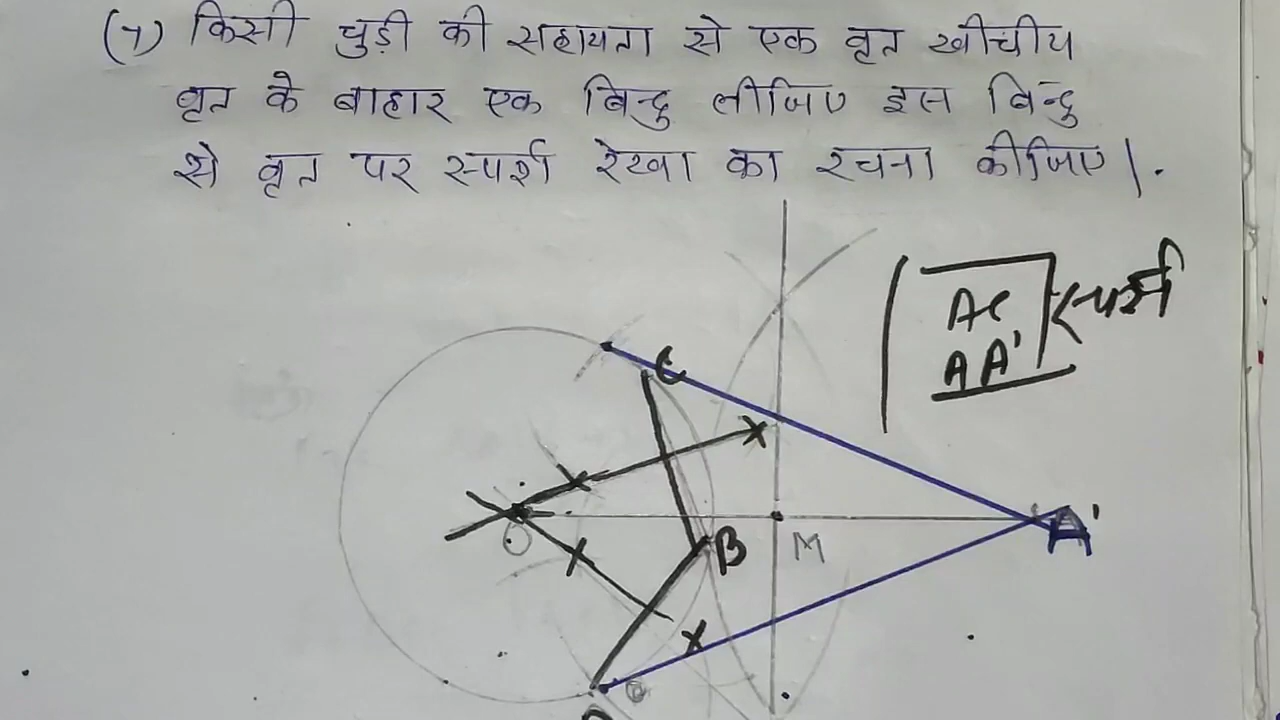 (7) किसी चुड़ी की सहायता से एक वृत खीचीय
वृत के बाहार एक बिन्दु लीजिए इस बिन्दु
से वृत पर स्पर्श रेखा का रचना कीजिए।.
AC
AA'
स्पर्श
C
O
B
M
A'